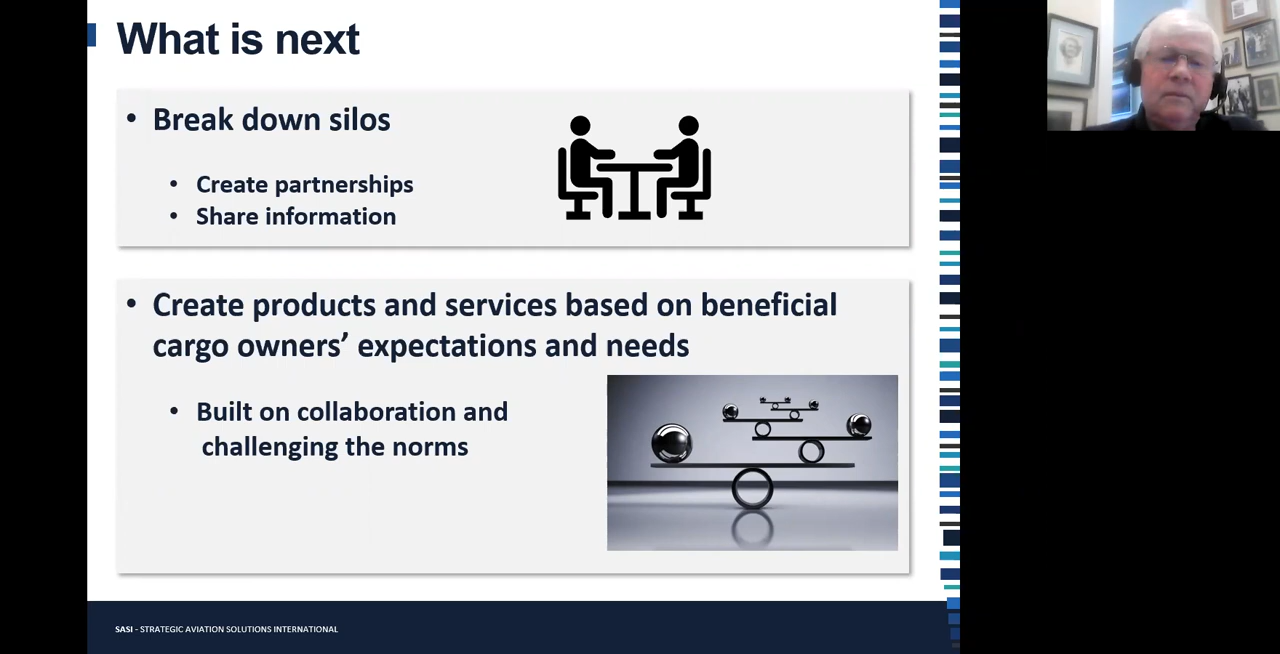 What is next
• Break down silos
• Create partnerships
• Share information
• Create products and services based on beneficial
cargo owners’ expectations and needs
• Built on collaboration and
challenging the norms
SASI - STRATEGIC AVIATION SOLUTIONS INTERNATIONAL